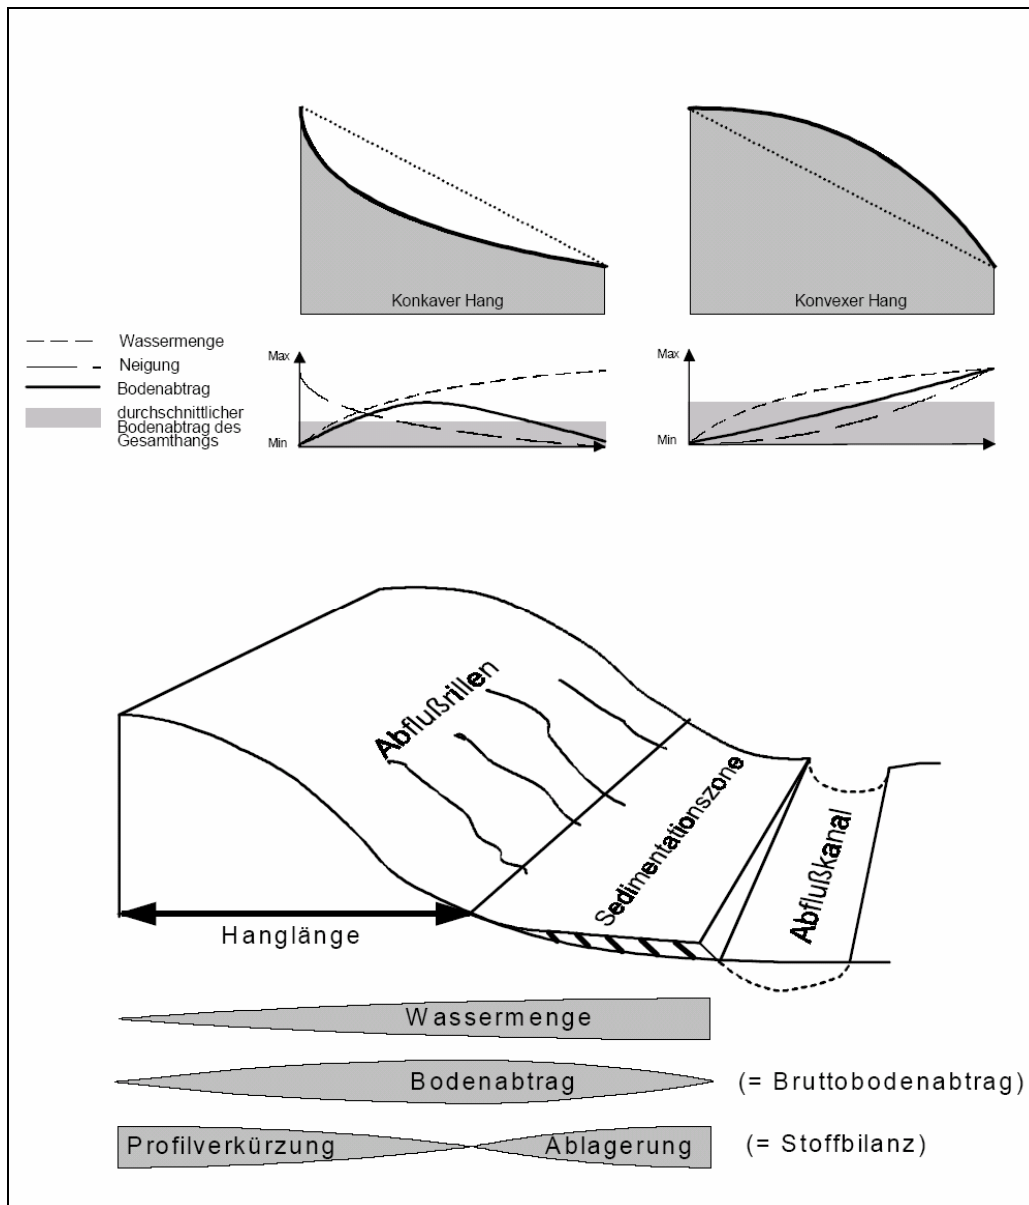 Konkaver Hang
Konvexer Hang
Wassermenge
Neigung
Bodenabtrag
durchschnittlicher
Bodenabtrag des
Gesamthangs
Max
Min
Max
Min
Abflußrillen
Sedimentationszone
Abflußkanal
Hanglänge
Wassermenge
Bodenabtrag
(= Bruttobodenabtrag)
Profilverkürzung
Ablagerung
(= Stoffbilanz)